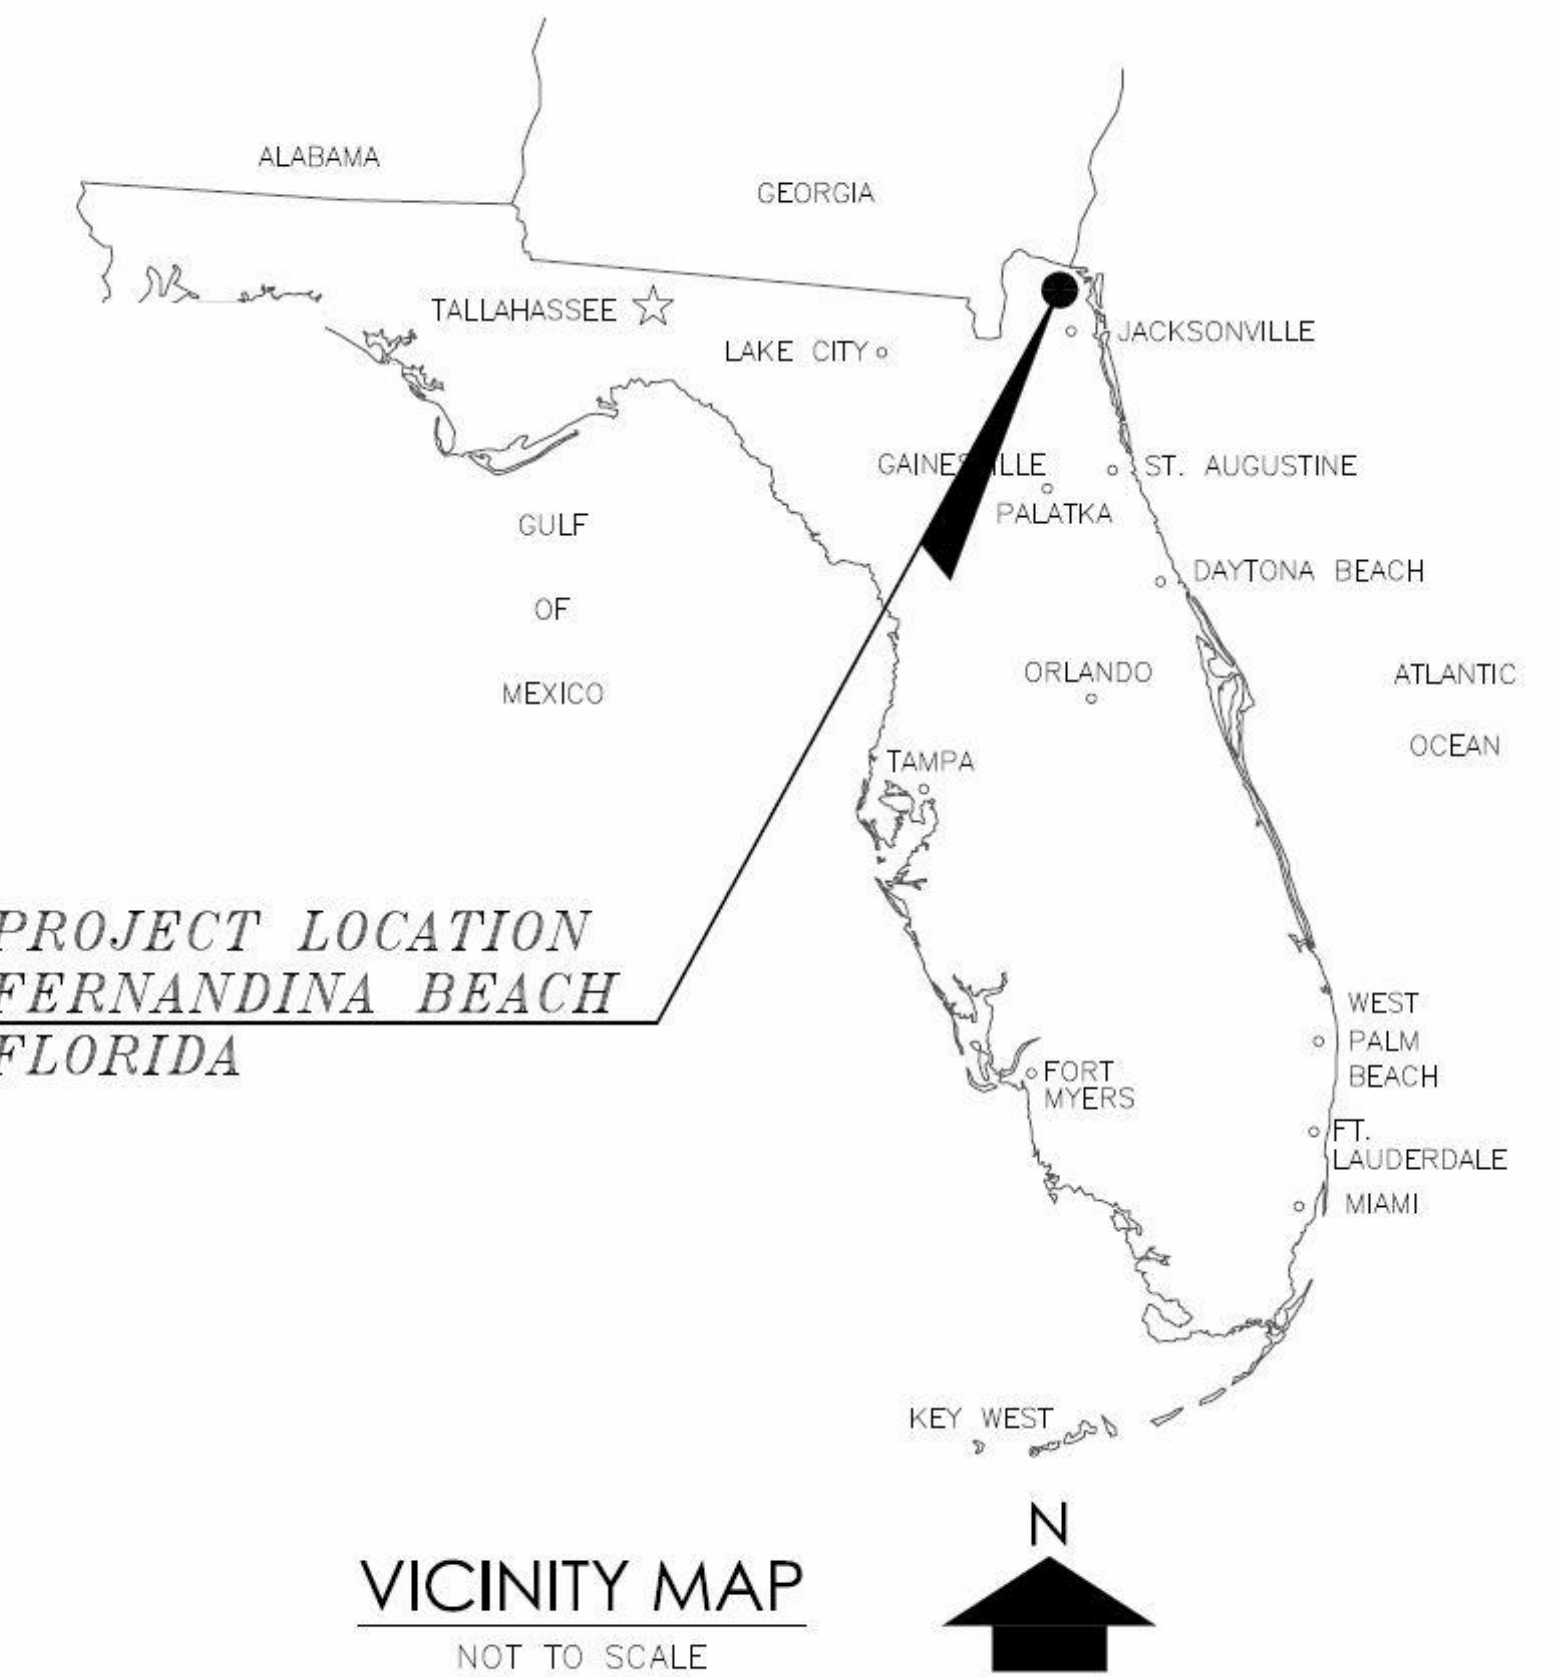 ALABAMA
GEORGIA
TALLAHASSEE
JACKSONVILLE
LAKE CITY
GAINESVILLE
ST. AUGUSTINE
PALATKA
GULF
OF
MEXICO
DAYTONA BEACH
ORLANDO
ATLANTIC
OCEAN
TAMPA
PROJECT LOCATION
FERNANDINA BEACH
FLORIDA
WEST
PALM
BEACH
FORT
MYERS
FT.
LAUDERDALE
MIAMI
KEY WEST
N
VICINITY MAP
NOT TO SCALE